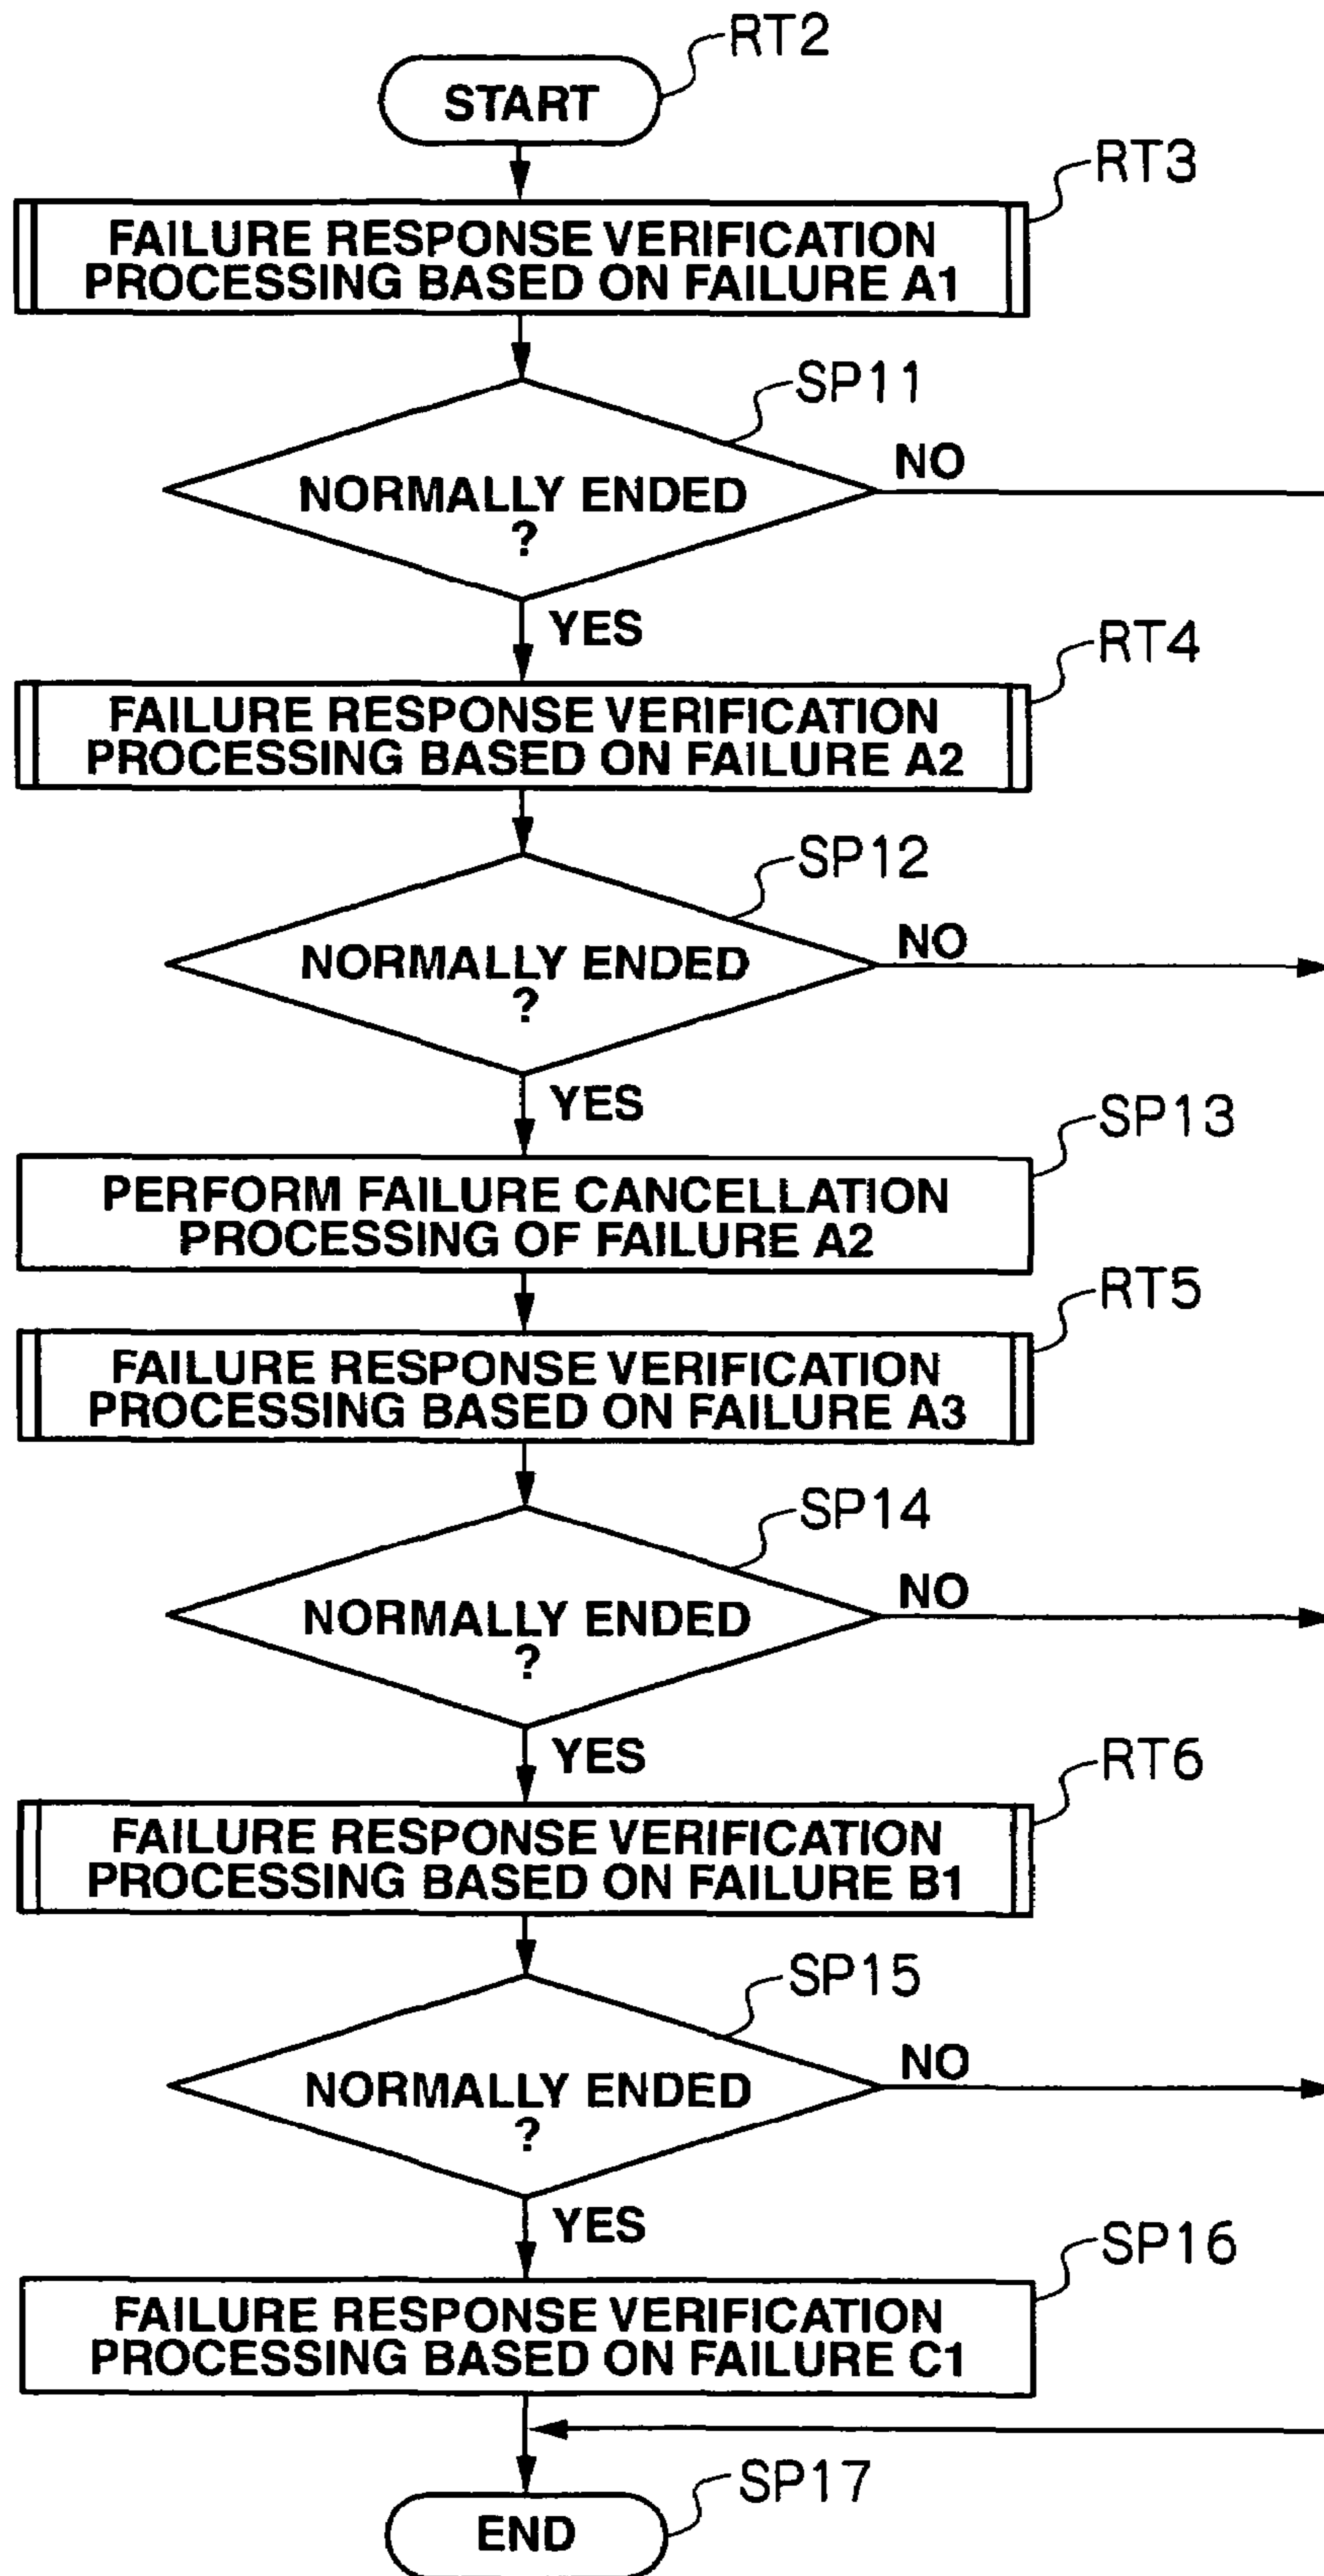 RT2
START
RT3
FAILURE RESPONSE VERIFICATION
PROCESSING BASED ON FAILURE A1
SP11
NO
NORMALLY ENDED
?
YES
RT4
FAILURE RESPONSE VERIFICATION
PROCESSING BASED ON FAILURE A2
SP12
NO
NORMALLY ENDED
?
YES
SP13
PERFORM FAILURE CANCELLATION
PROCESSING OF FAILURE A2
RT5
FAILURE RESPONSE VERIFICATION
PROCESSING BASED ON FAILURE A3
SP14
NO
NORMALLY ENDED
?
YES
RT6
FAILURE RESPONSE VERIFICATION
PROCESSING BASED ON FAILURE B1
SP15
NO
NORMALLY ENDED
?
YES
SP16
FAILURE RESPONSE VERIFICATION
PROCESSING BASED ON FAILURE C1
SP17
END